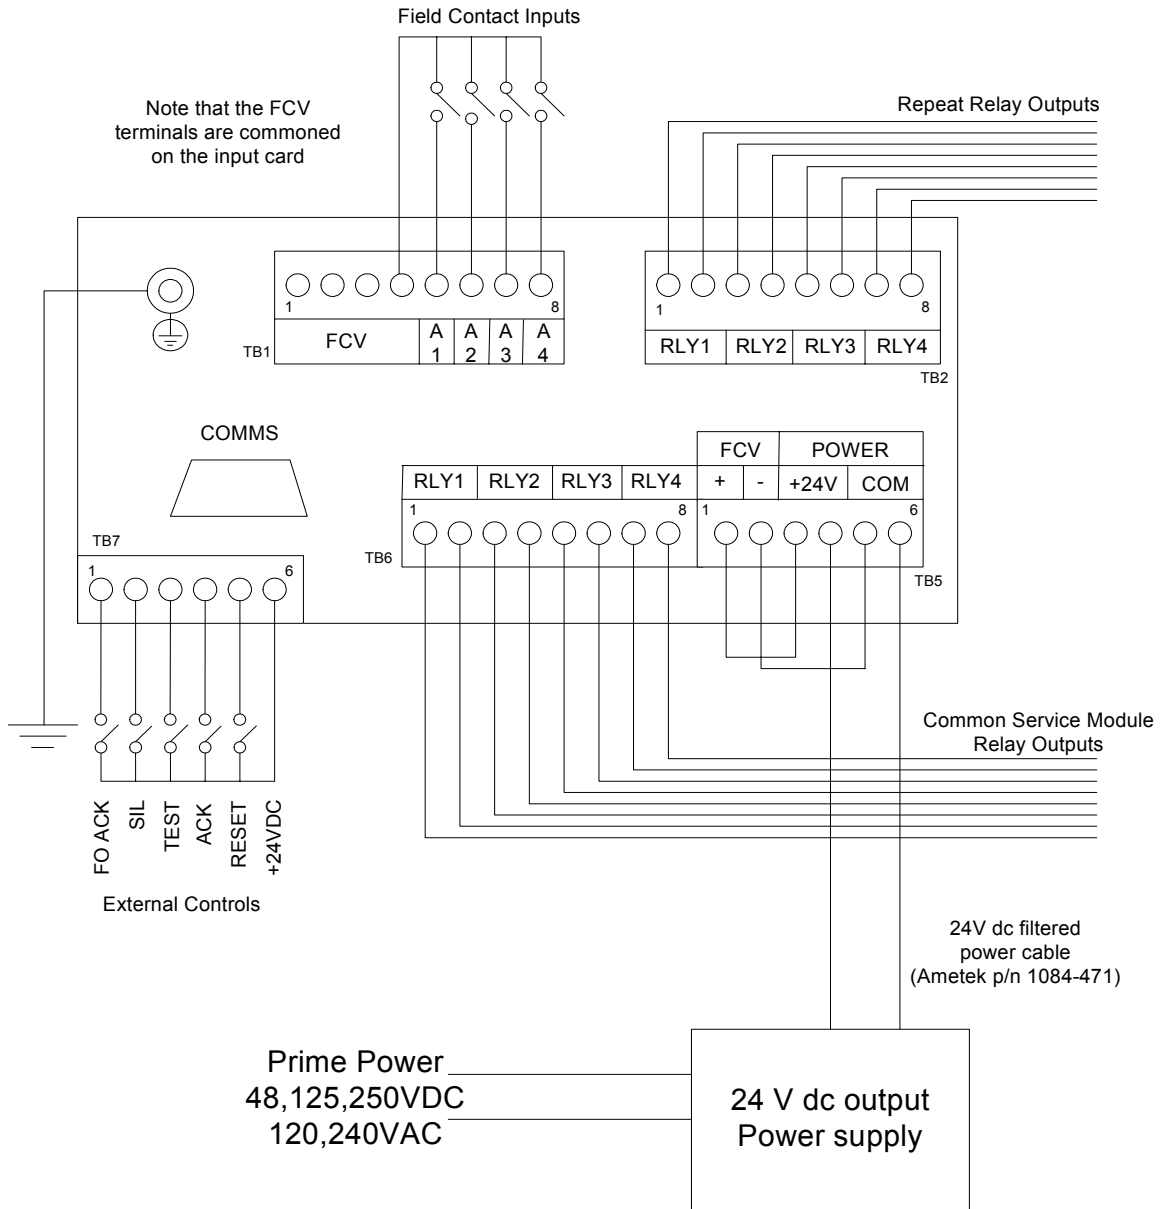 Field Contact Inputs
Note that the FCV
terminals are commoned
on the input card
Repeat Relay Outputs
1
8
FCV
A
1
A
2
A
3
A
4
TB1
1
8
RLY1 RLY2 RLY3 RLY4
TB2
COMMS
FCV POWER
RLY1 RLY2 RLY3 RLY4
+ - +24V COM
1
8
1
6
TB6
TB5
TB7
1
6
FO ACK
SIL
TEST
ACK
RESET
+24VDC
External Controls
Common Service Module
Relay Outputs
24V dc filtered
power cable
(Ametek p/n 1084-471)
Prime Power
48,125,250VDC
120,240VAC
24 V dc output
Power supply